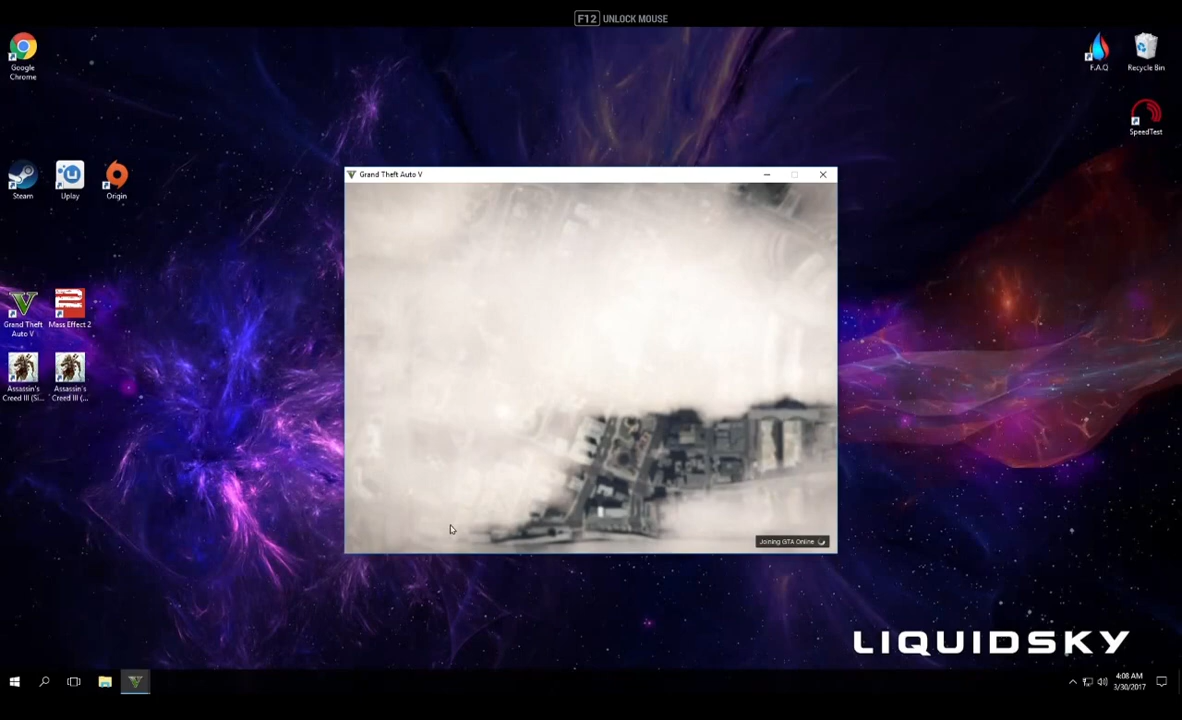 F12 UNLOCK MOUSE
Google
Chrome
F.A.Q
Recycle Bin
SpeedTest
Steam
Uplay
Origin
Grand Theft Auto V
Grand Theft
Auto V
Mass Effect 2
Assassin's
Creed III (Si...
Assassin's
Creed III (...
Joining GTA Online
LIQUIDSKY
4:08 AM
3/30/2017